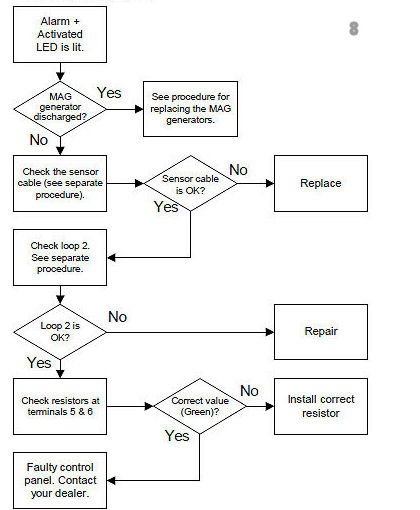 8
Alarm +
Activated
LED is lit.
MAG
generator
discharged?
Yes
See procedure for
replacing the MAG
generators.
No
Check the sensor
cable (see separate
procedure).
Sensor cable
is OK?
No
Replace
Yes
Check loop 2.
See separate
procedure.
Loop 2 is
OK?
No
Repair
Yes
Check resistors at
terminals 5 & 6
Correct value
(Green)?
No
Install correct
resistor
Yes
Faulty control
panel. Contact
your dealer.